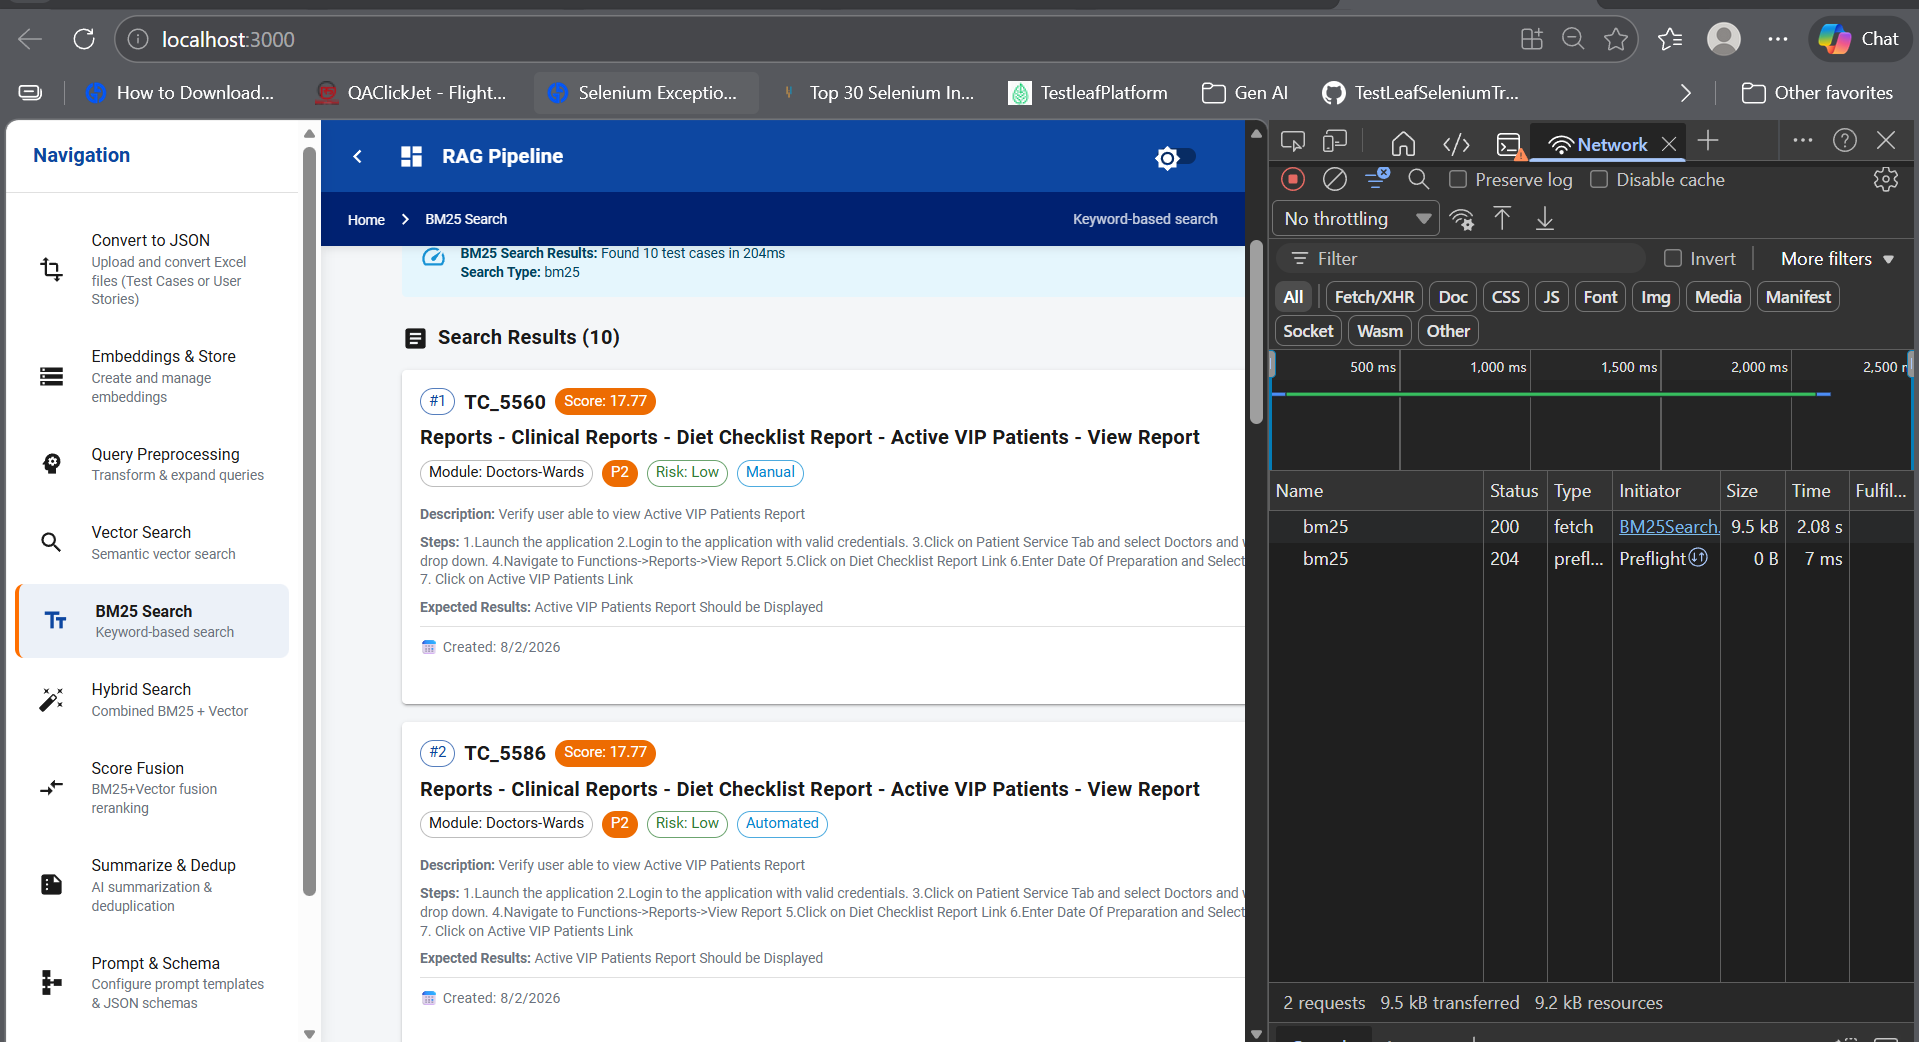 localhost:3000
Chat
How to Download...
QAClickJet - Flight...
Selenium Exceptio...
Top 30 Selenium In...
TestleafPlatform
Gen AI
TestLeafSeleniumTr...
Other favorites
Navigation
Convert to JSON
Upload and convert Excel
files (Test Cases or User
Stories)
Embeddings & Store
Create and manage
embeddings
Query Preprocessing
Transform & expand queries
Vector Search
Semantic vector search
BM25 Search
Keyword-based search
Hybrid Search
Combined BM25 + Vector
Score Fusion
BM25+Vector fusion
reranking
Summarize & Dedup
AI summarization &
deduplication
Prompt & Schema
Configure prompt templates
& JSON schemas
RAG Pipeline
Home > BM25 Search
Keyword-based search
BM25 Search Results: Found 10 test cases in 204ms
Search Type: bm25
Search Results (10)
#1 TC_5560 Score: 17.77
Reports - Clinical Reports - Diet Checklist Report - Active VIP Patients - View Report
Module: Doctors-Wards P2 Risk: Low Manual
Description: Verify user able to view Active VIP Patients Report
Steps: 1.Launch the application 2.Login to the application with valid credentials. 3.Click on Patient Service Tab and select Doctors and
drop down. 4.Navigate to Functions->Reports->View Report 5.Click on Diet Checklist Report Link 6.Enter Date Of Preparation and Select
7. Click on Active VIP Patients Link
Expected Results: Active VIP Patients Report Should be Displayed
Created: 8/2/2026
#2 TC_5586 Score: 17.77
Reports - Clinical Reports - Diet Checklist Report - Active VIP Patients - View Report
Module: Doctors-Wards P2 Risk: Low Automated
Description: Verify user able to view Active VIP Patients Report
Steps: 1.Launch the application 2.Login to the application with valid credentials. 3.Click on Patient Service Tab and select Doctors and
drop down. 4.Navigate to Functions->Reports->View Report 5.Click on Diet Checklist Report Link 6.Enter Date Of Preparation and Select
7. Click on Active VIP Patients Link
Expected Results: Active VIP Patients Report Should be Displayed
Created: 8/2/2026
Network
Preserve log Disable cache
No throttling
Filter Invert More filters
All Fetch/XHR Doc CSS JS Font Img Media Manifest
Socket Wasm Other
500 ms 1,000 ms 1,500 ms 2,000 ms 2,500
Name Status Type Initiator Size Time Fulfil...
bm25 200 fetch BM25Search. 9.5 kB 2.08 s
bm25 204 prefl... Preflight 0 B 7 ms
2 requests 9.5 kB transferred 9.2 kB resources